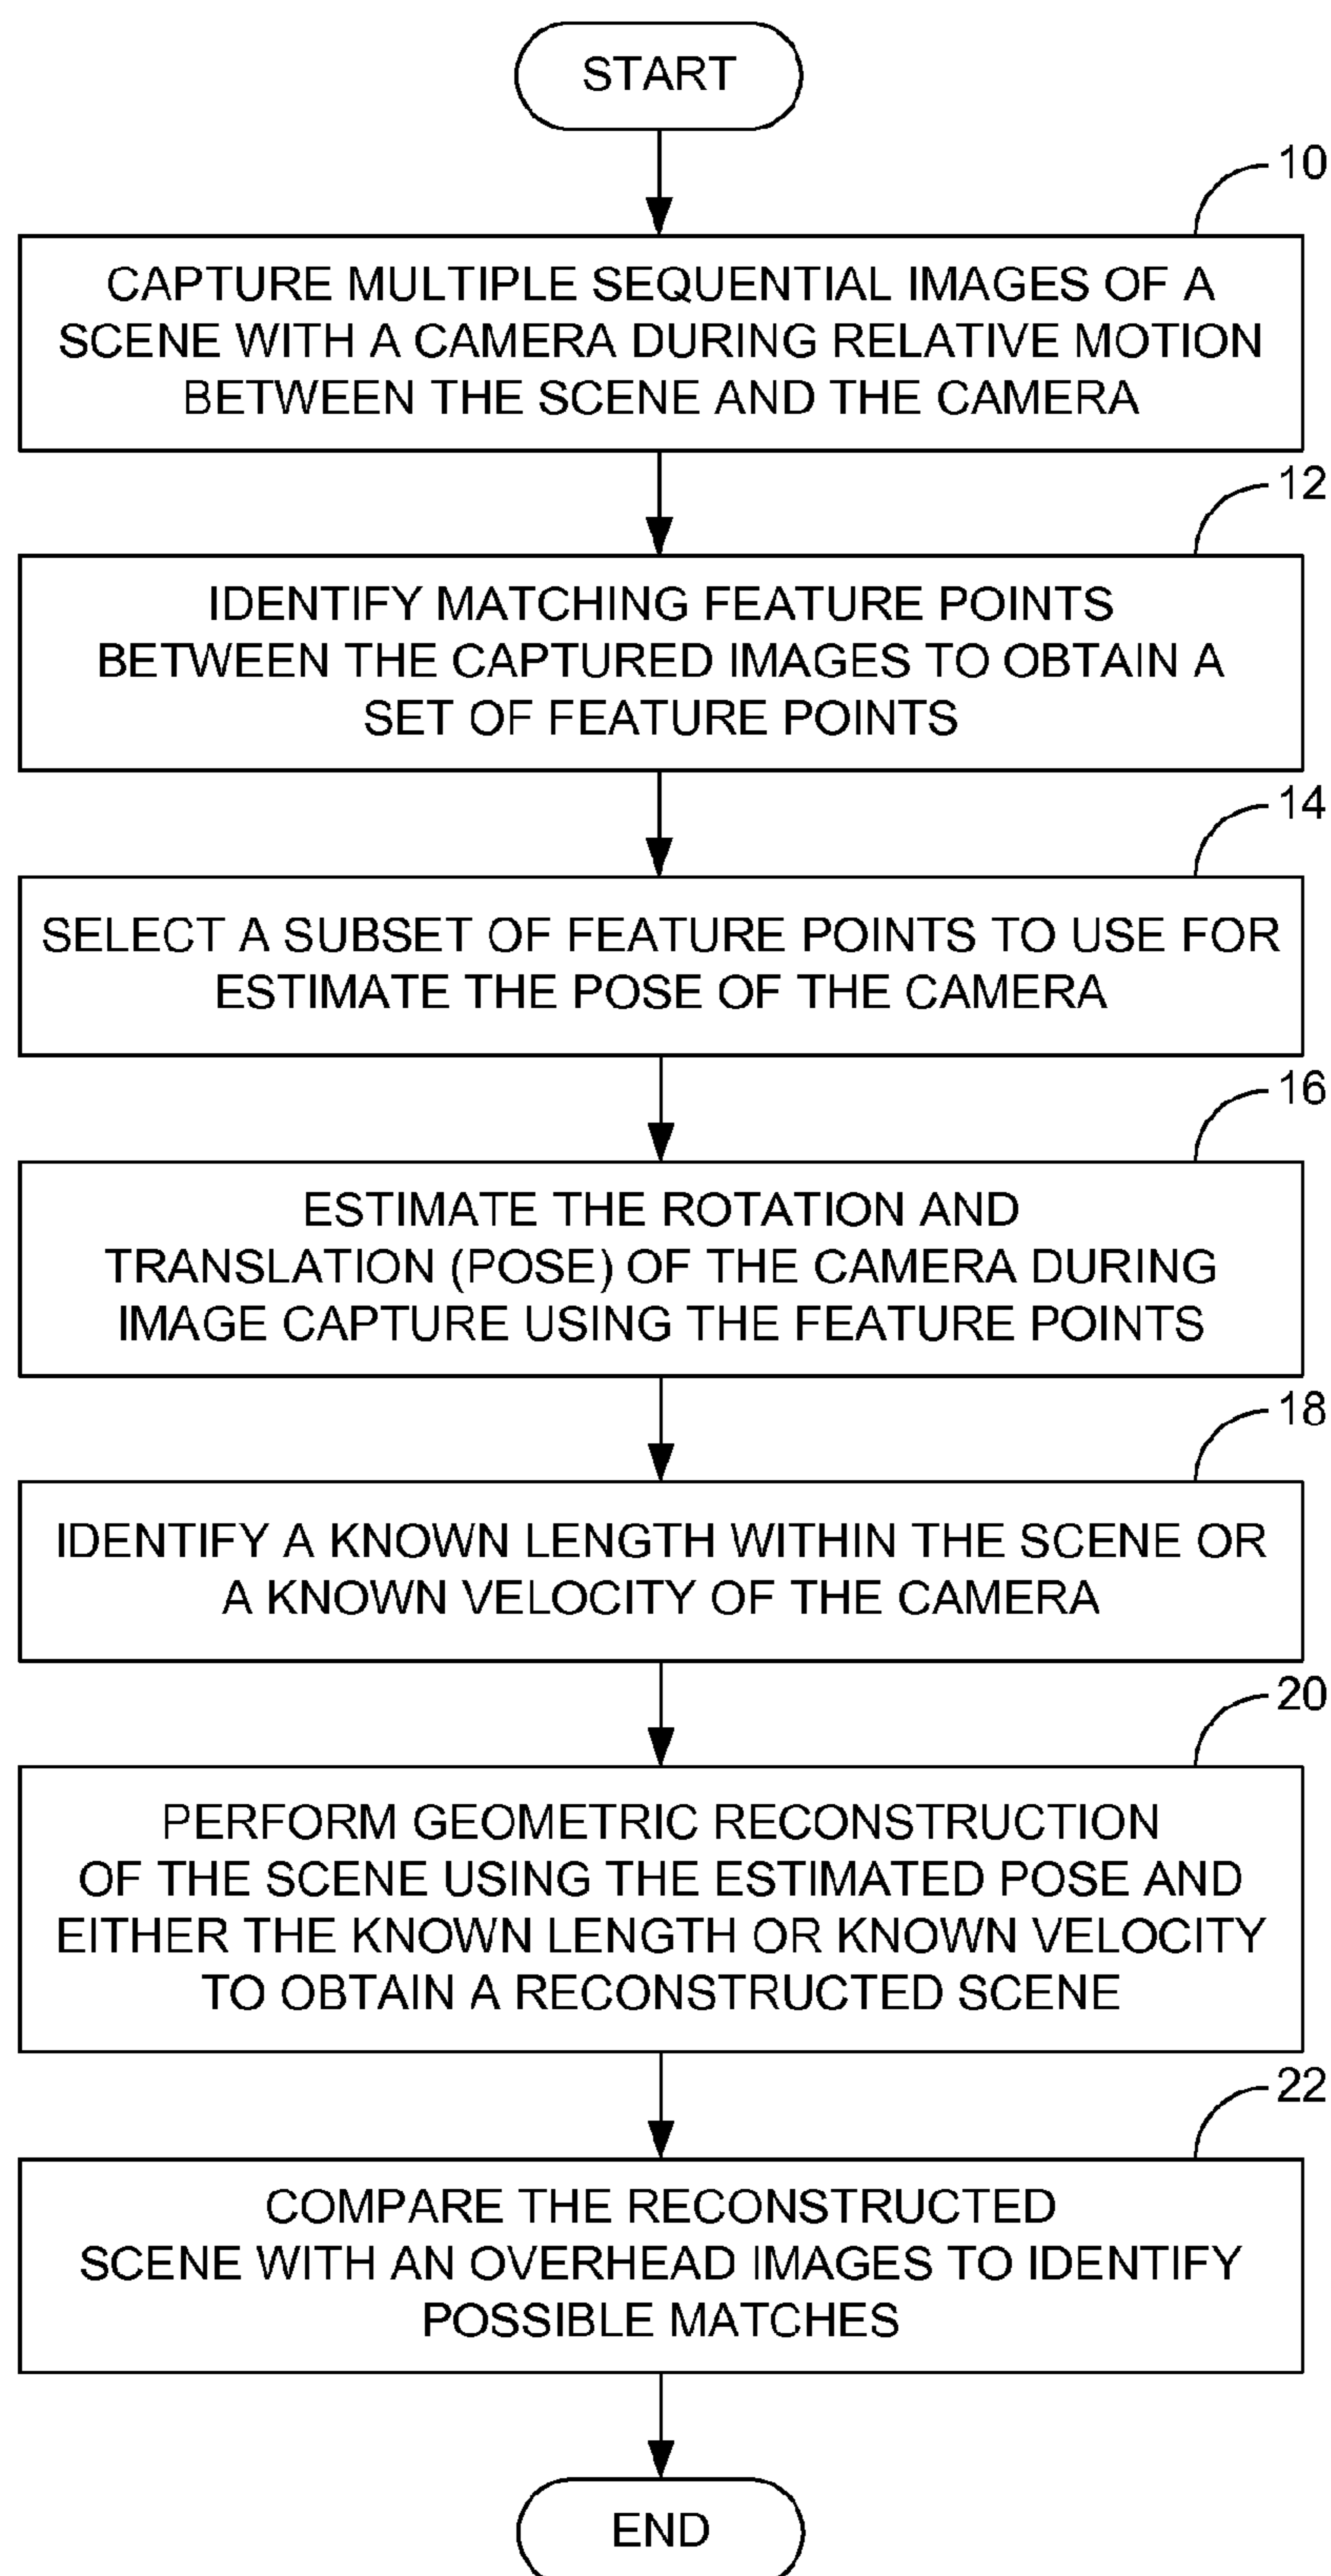 START
10
CAPTURE MULTIPLE SEQUENTIAL IMAGES OF A
SCENE WITH A CAMERA DURING RELATIVE MOTION
BETWEEN THE SCENE AND THE CAMERA
12
IDENTIFY MATCHING FEATURE POINTS
BETWEEN THE CAPTURED IMAGES TO OBTAIN A
SET OF FEATURE POINTS
14
SELECT A SUBSET OF FEATURE POINTS TO USE FOR
ESTIMATE THE POSE OF THE CAMERA
16
ESTIMATE THE ROTATION AND
TRANSLATION (POSE) OF THE CAMERA DURING
IMAGE CAPTURE USING THE FEATURE POINTS
18
IDENTIFY A KNOWN LENGTH WITHIN THE SCENE OR
A KNOWN VELOCITY OF THE CAMERA
20
PERFORM GEOMETRIC RECONSTRUCTION
OF THE SCENE USING THE ESTIMATED POSE AND
EITHER THE KNOWN LENGTH OR KNOWN VELOCITY
TO OBTAIN A RECONSTRUCTED SCENE
22
COMPARE THE RECONSTRUCTED
SCENE WITH AN OVERHEAD IMAGES TO IDENTIFY
POSSIBLE MATCHES
END